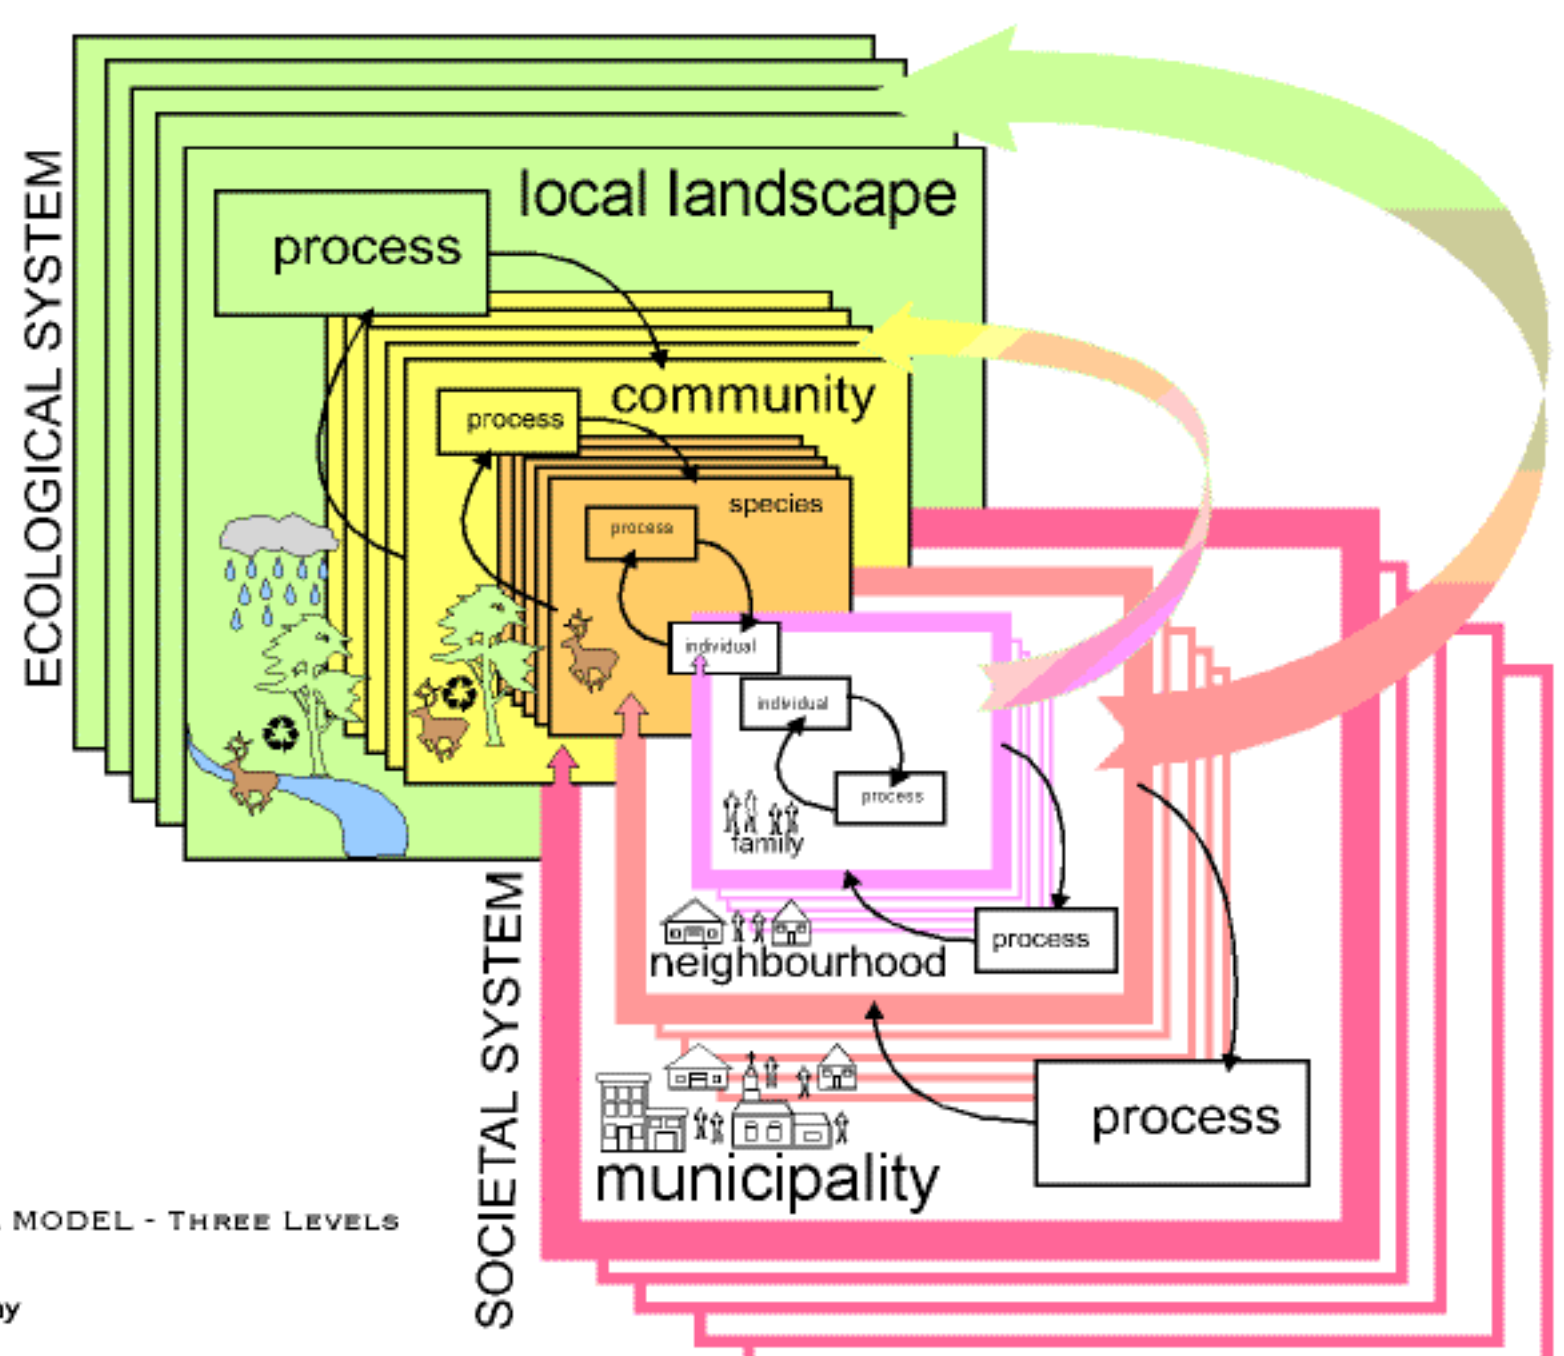 ECOLOGICAL SYSTEM
local landscape
process
community
process
species
process
individual
individual
process
family
process
neighbourhood
process
municipality
SOCIETAL SYSTEM
MODEL - THREE LEVELS